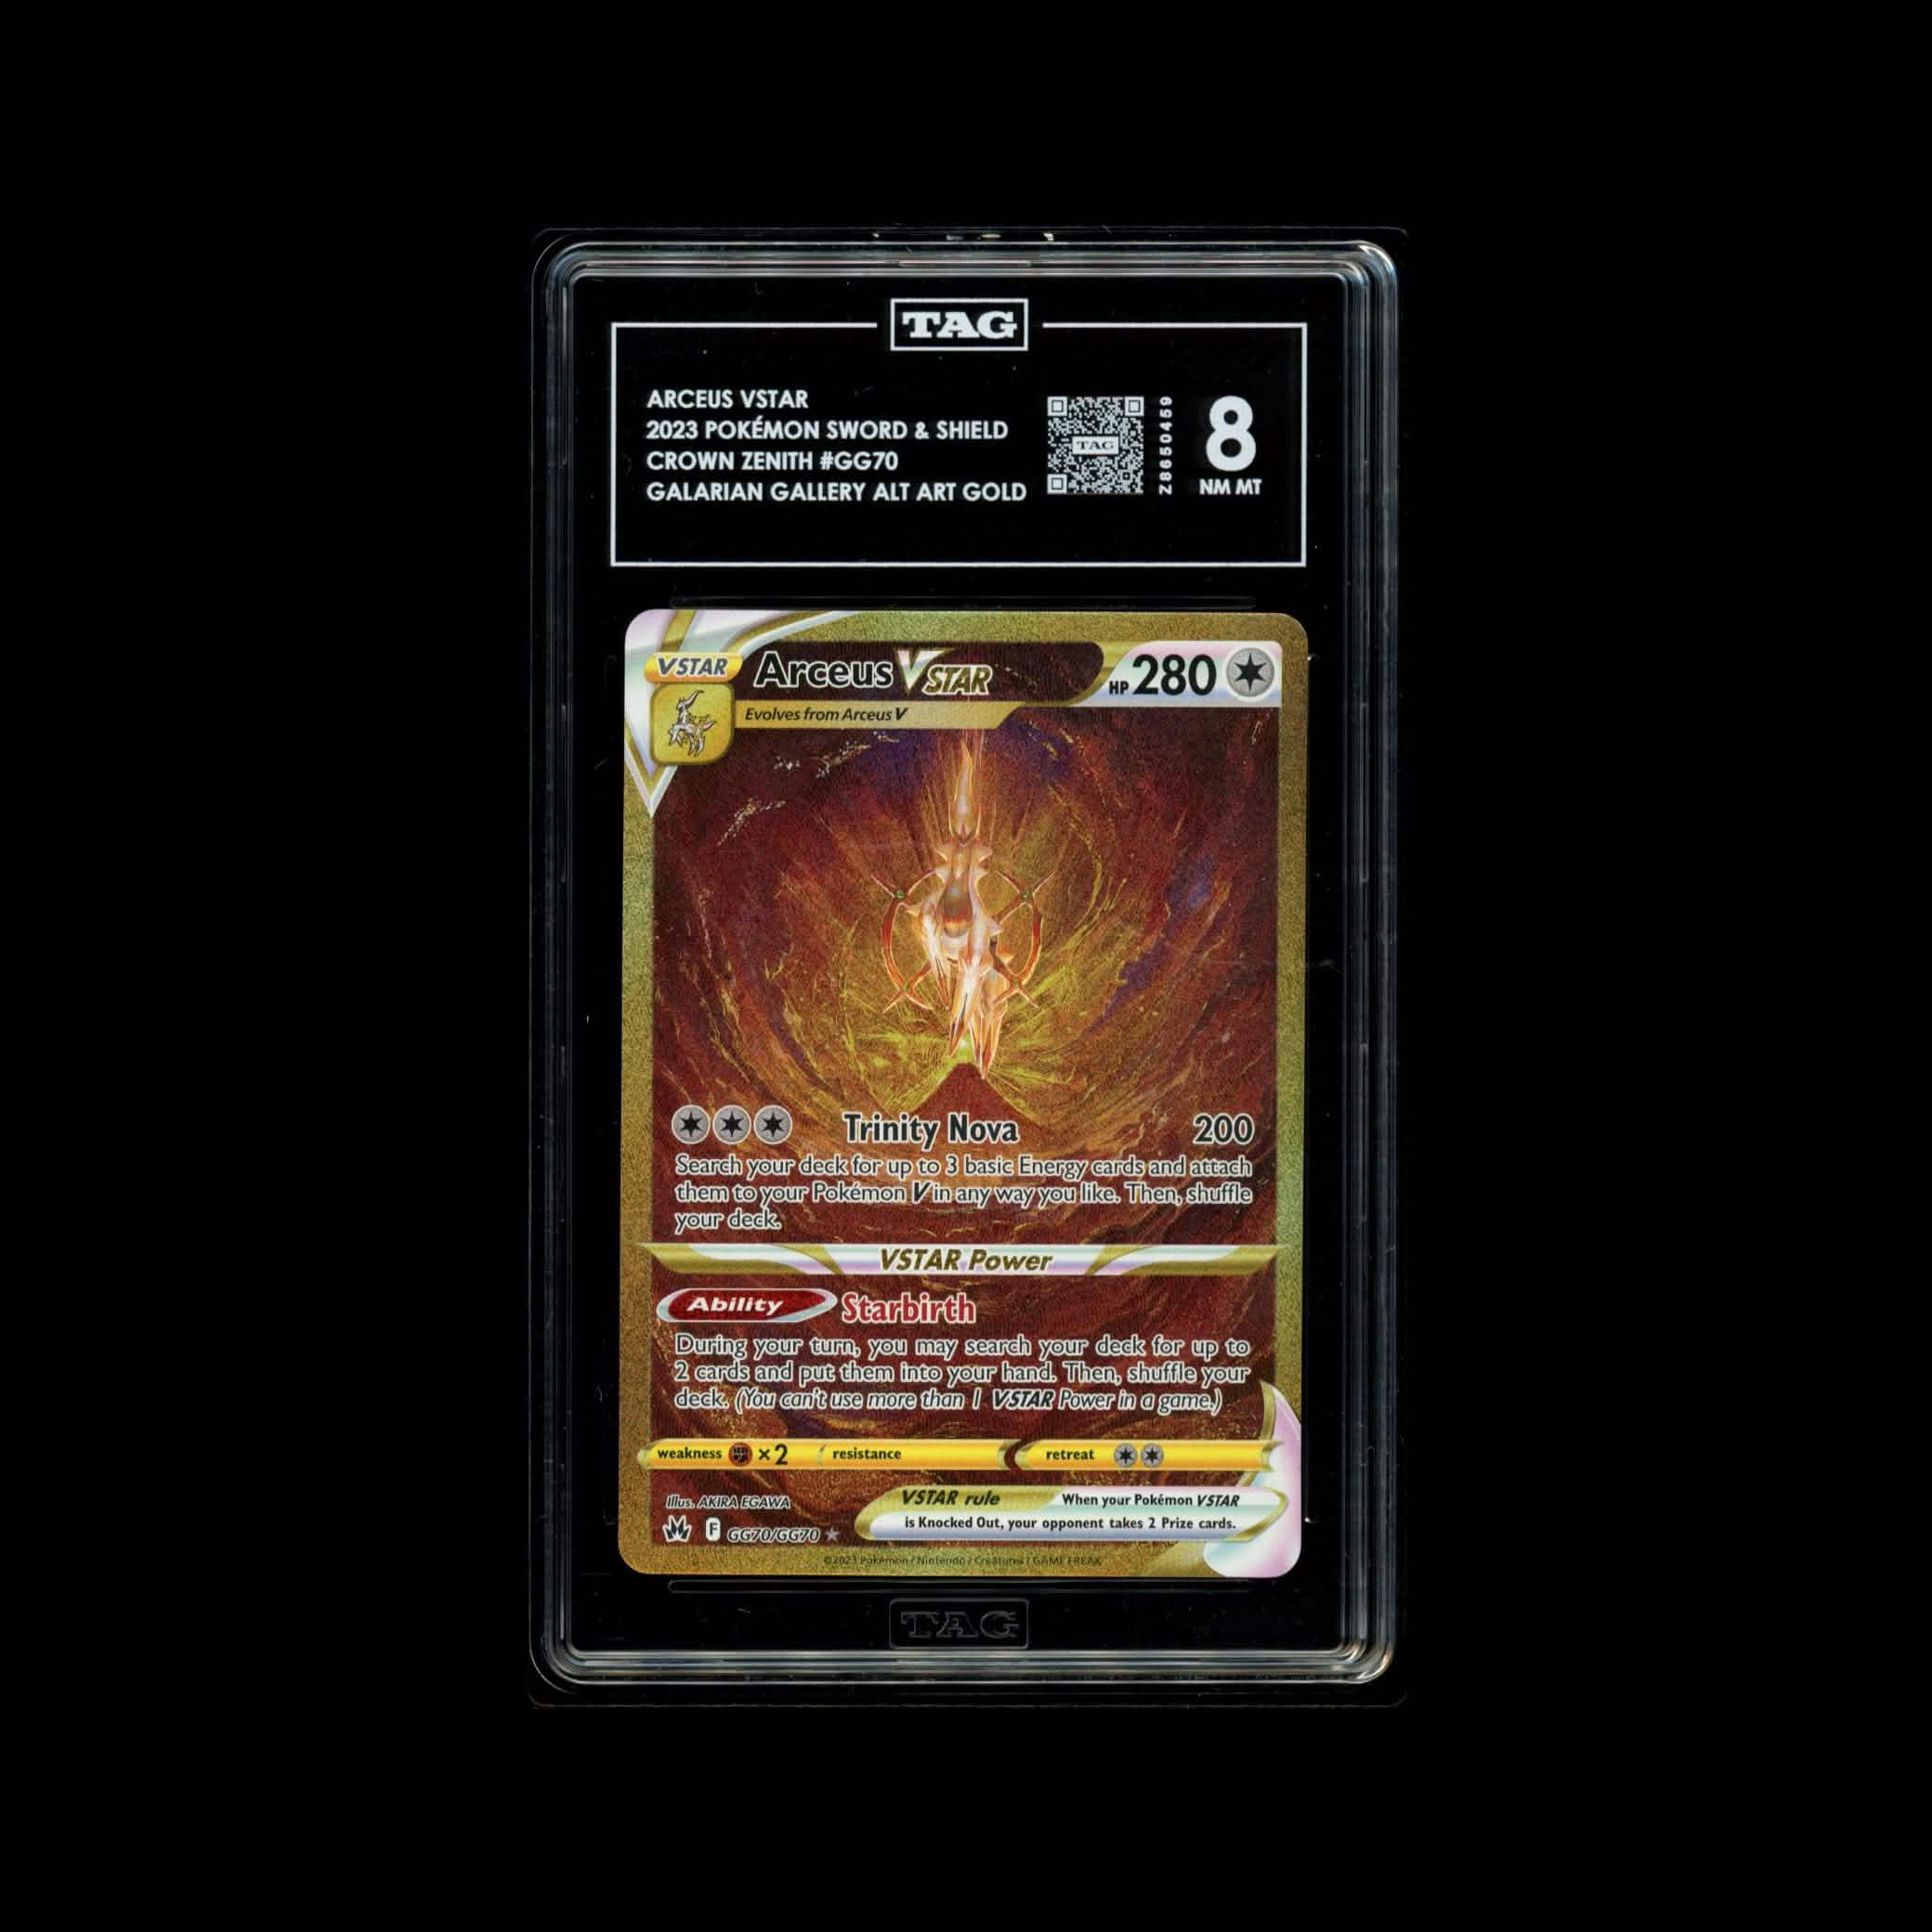 TAG
ARCEUS VSTAR
2023 POKÉMON SWORD & SHIELD
CROWN ZENITH #GG70
GALARIAN GALLERY ALT ART GOLD
TAG
Z8650459
8
NM MT
VSTAR
Arceus VSTAR
HP 280
Evolves from Arceus V
Trinity Nova 200
Search your deck for up to 3 basic Energy cards and attach
them to your Pokémon V in any way you like. Then, shuffle
your deck.
VSTAR Power
Ability Starbirth
During your turn, you may search your deck for up to
2 cards and put them into your hand. Then, shuffle your
deck. (You can't use more than 1 VSTAR Power in a game.)
weakness ×2 resistance retreat
Illus. AKIRA EGAWA
F GG70/GG70
VSTAR rule When your Pokémon VSTAR
is Knocked Out, your opponent takes 2 Prize cards.
©2023 Pokémon / Nintendo / Creatures / GAME FREAK
TAG